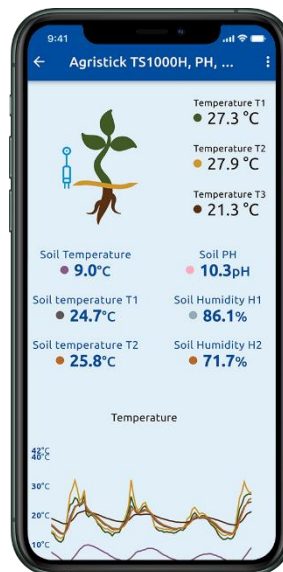 9:41
Agristick TS1000H, PH, ...
Temperature T1
27.3 °C
Temperature T2
27.9 °C
Temperature T3
21.3 °C
Soil Temperature
9.0°C
Soil PH
10.3pH
Soil temperature T1
24.7°C
Soil Humidity H1
86.1%
Soil temperature T2
25.8°C
Soil Humidity H2
71.7%
Temperature
42°C
40°C
30°C
20°C
10°C